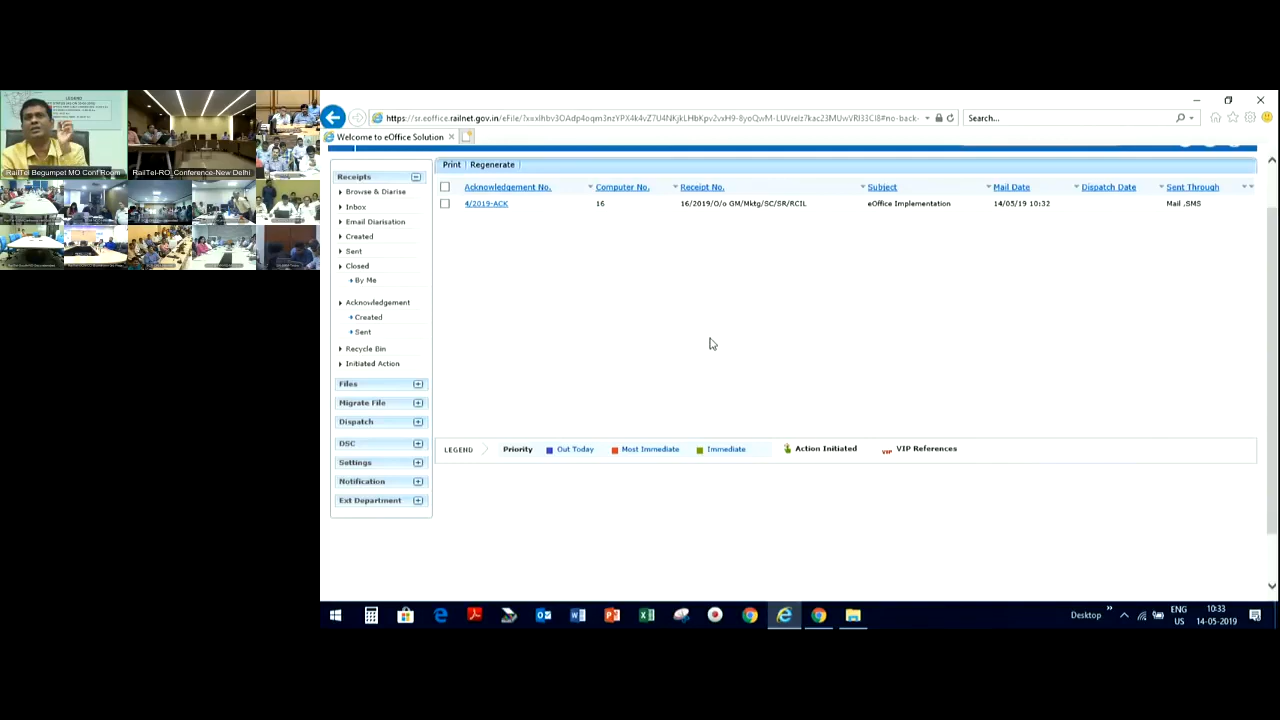 LEGEND
RailTel Begumpet MO Conf Room
RailTel-RO_Conference-New Delhi
Search...
Welcome to eOffice Solution
Print | Regenerate
Receipts
Browse & Diarise
Inbox
Email Diarisation
Created
Sent
Closed
By Me
Acknowledgement
Created
Sent
Recycle Bin
Initiated Action
Files
Migrate File
Dispatch
DSC
Settings
Notification
Ext Department
Acknowledgement No. Computer No. Receipt No. Subject Mail Date Dispatch Date Sent Through
4/2019-ACK 16 16/2019/O/o GM/Mktg/SC/SR/RCIL eOffice Implementation 14/05/19 10:32 Mail ,SMS
LEGEND Priority Out Today Most Immediate Immediate Action Initiated VIP VIP References
Desktop ENG 10:33
US 14-05-2019